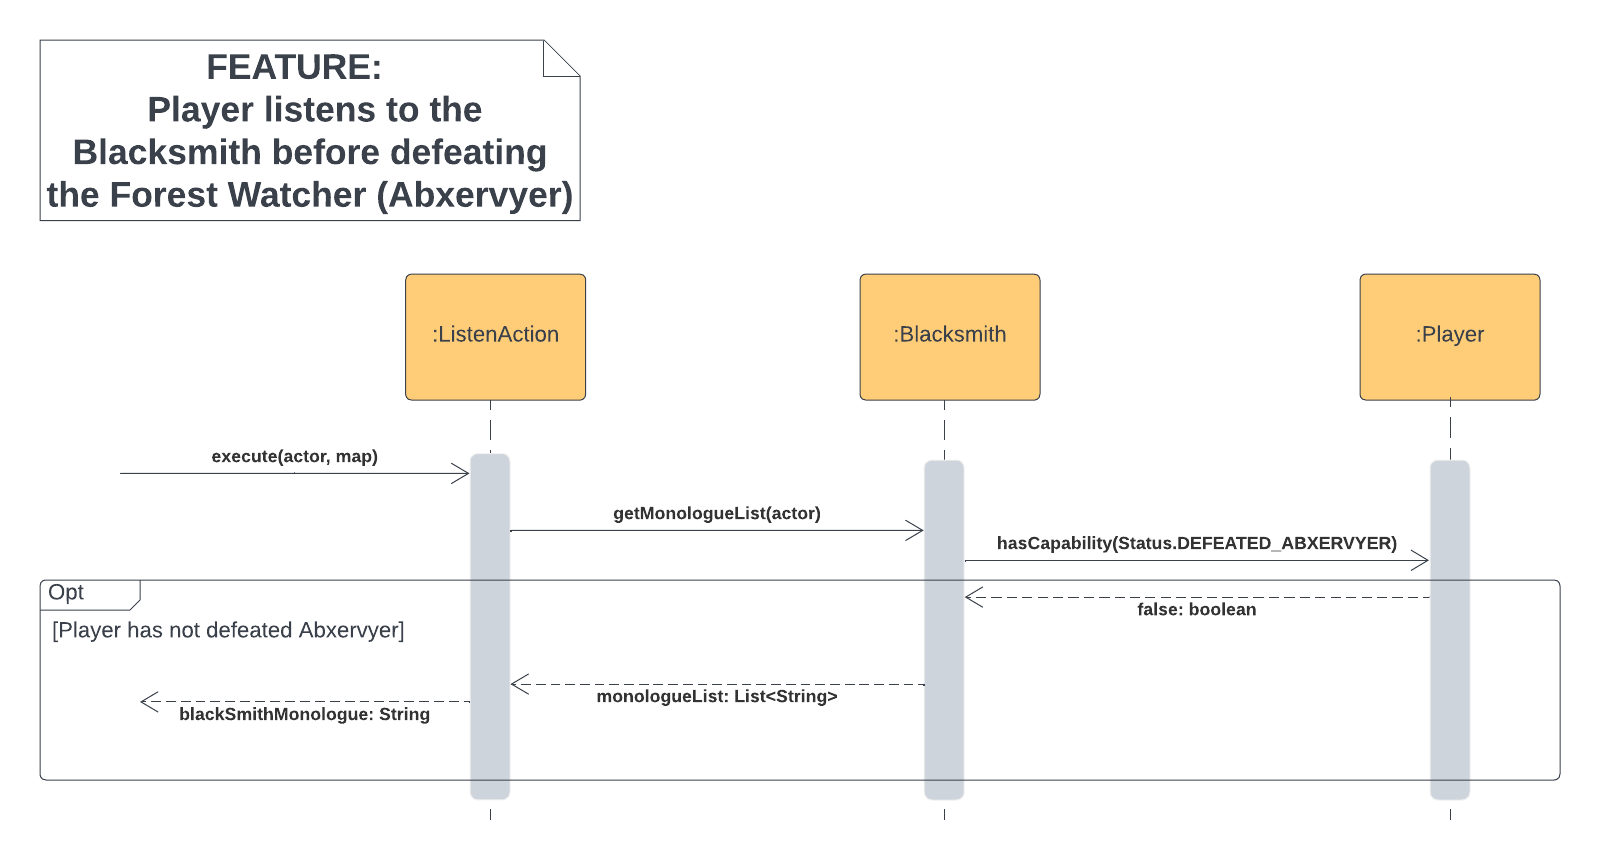 FEATURE:
Player listens to the
Blacksmith before defeating
the Forest Watcher (Abxervyer)
:ListenAction
:Blacksmith
:Player
execute(actor, map)
getMonologueList(actor)
hasCapability(Status.DEFEATED_ABXERVYER)
Opt
false: boolean
[Player has not defeated Abxervyer]
monologueList: List<String>
blackSmithMonologue: String